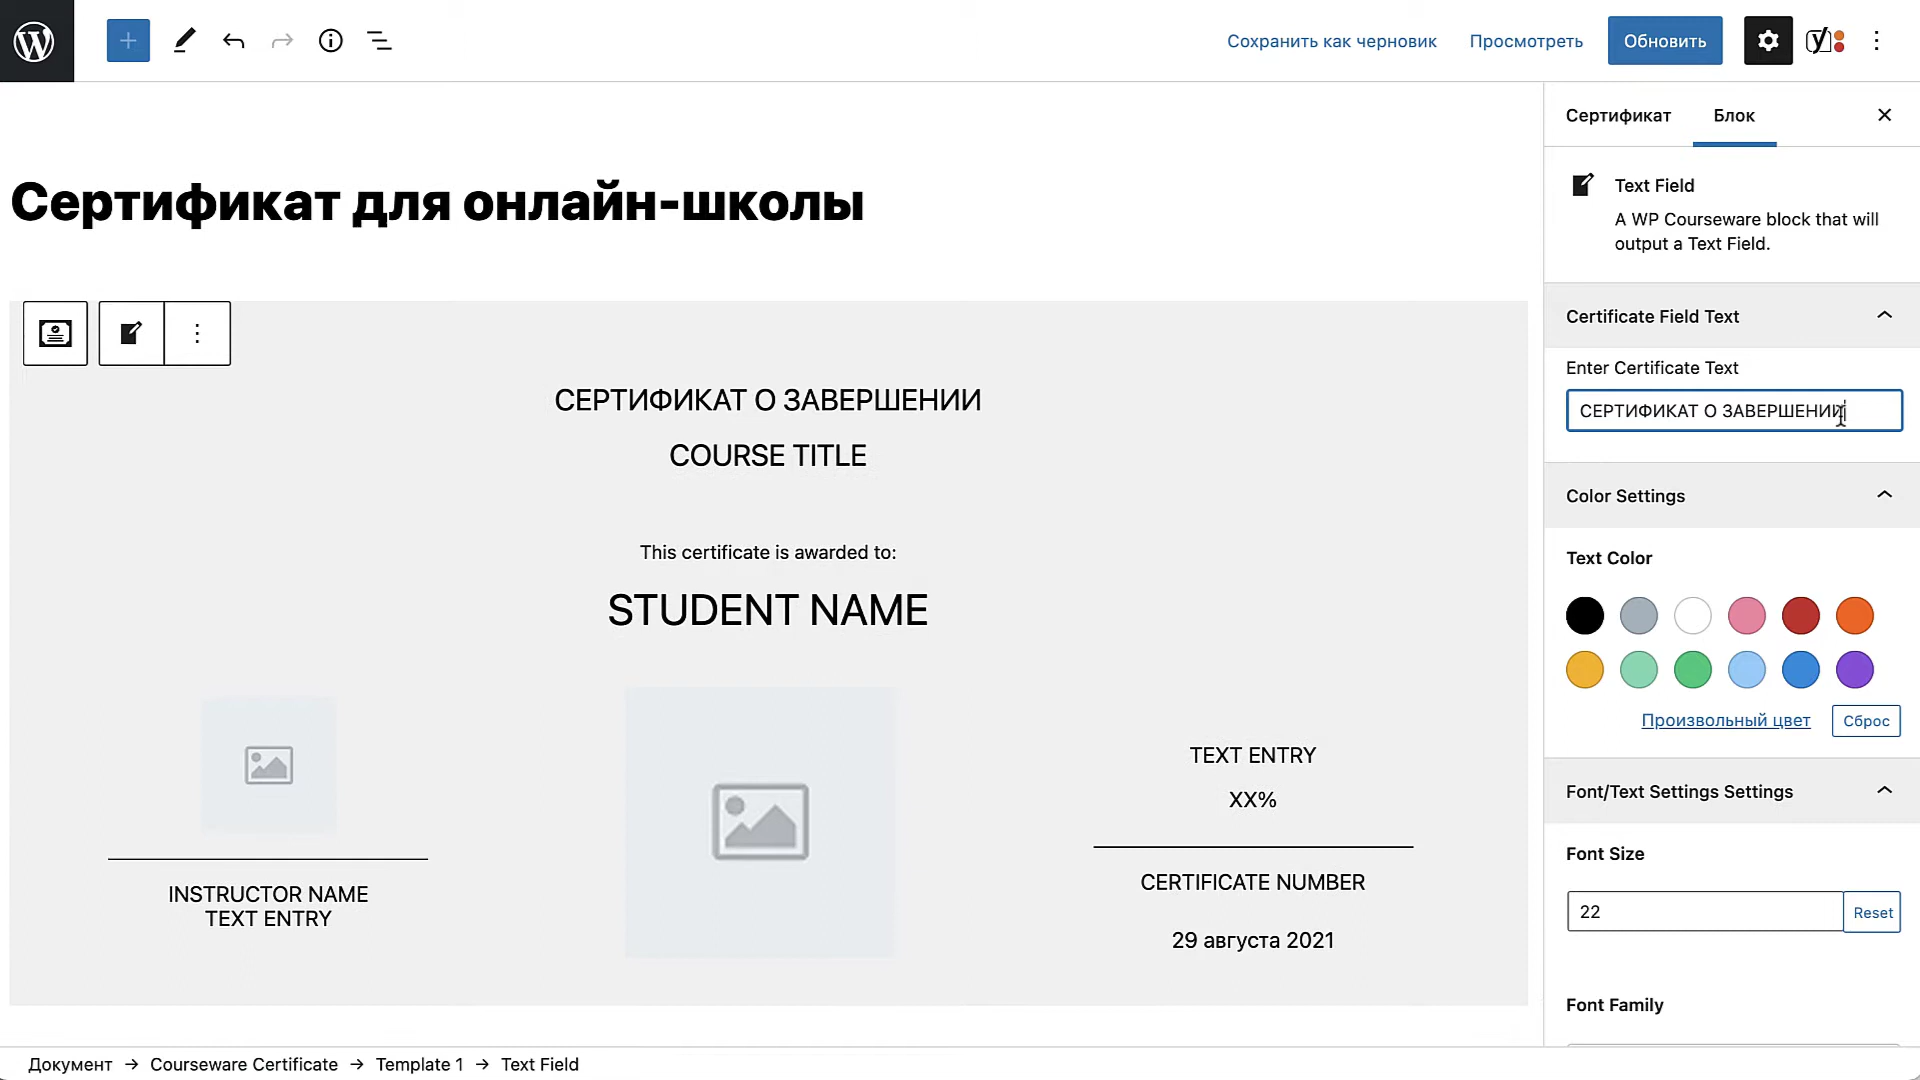 Сохранить как черновик
Просмотреть
Обновить
Сертификат
Блок
Text Field
A WP Courseware block that will
output a Text Field.
Сертификат для онлайн-школы
Certificate Field Text
Enter Certificate Text
СЕРТИФИКАТ О ЗАВЕРШЕНИИ
СЕРТИФИКАТ О ЗАВЕРШЕНИИ
COURSE TITLE
Color Settings
This certificate is awarded to:
Text Color
STUDENT NAME
Произвольный цвет
Сброс
TEXT ENTRY
XX%
Font/Text Settings Settings
Font Size
INSTRUCTOR NAME
TEXT ENTRY
CERTIFICATE NUMBER
22
Reset
29 августа 2021
Font Family
Документ → Courseware Certificate → Template 1 → Text Field